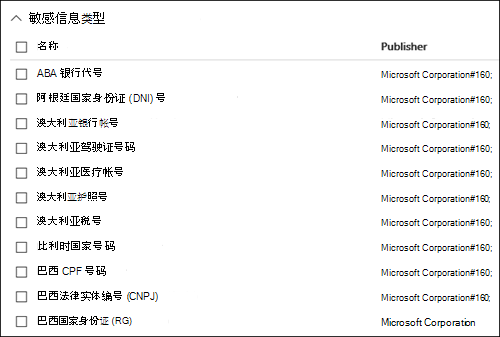 敏感信息类型
名称 Publisher
ABA 银行代号 Microsoft Corporation#160;
阿根廷国家身份证 (DNI) 号 Microsoft Corporation#160;
澳大利亚银行帐号 Microsoft Corporation#160;
澳大利亚驾驶证号码 Microsoft Corporation#160;
澳大利亚医疗帐号 Microsoft Corporation#160;
澳大利亚护照号 Microsoft Corporation#160;
澳大利亚税号 Microsoft Corporation#160;
比利时国家号码 Microsoft Corporation#160;
巴西 CPF 号码 Microsoft Corporation#160;
巴西法律实体编号 (CNPJ) Microsoft Corporation#160;
巴西国家身份证 (RG) Microsoft Corporation